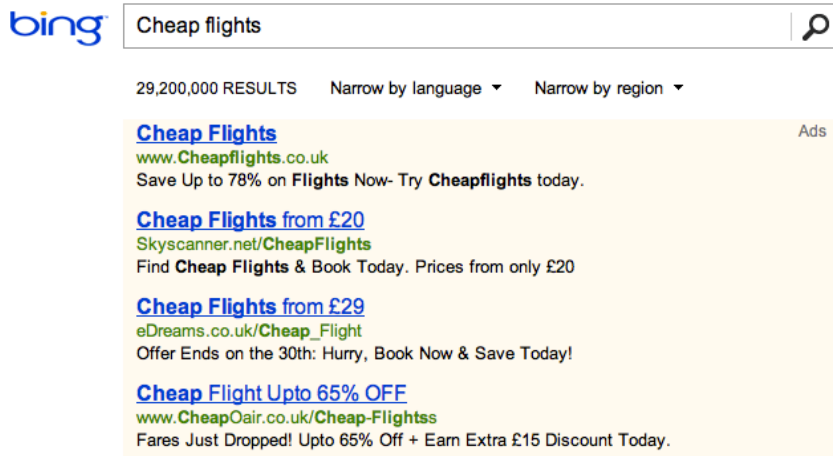 bing
Cheap flights
29,200,000 RESULTS Narrow by language Narrow by region
Cheap Flights Ads
www.Cheapflights.co.uk
Save Up to 78% on Flights Now- Try Cheapflights today.
Cheap Flights from £20
Skyscanner.net/CheapFlights
Find Cheap Flights & Book Today. Prices from only £20
Cheap Flights from £29
eDreams.co.uk/Cheap_Flight
Offer Ends on the 30th: Hurry, Book Now & Save Today!
Cheap Flight Upto 65% OFF
www.CheapOair.co.uk/Cheap-Flightss
Fares Just Dropped! Upto 65% Off + Earn Extra £15 Discount Today.